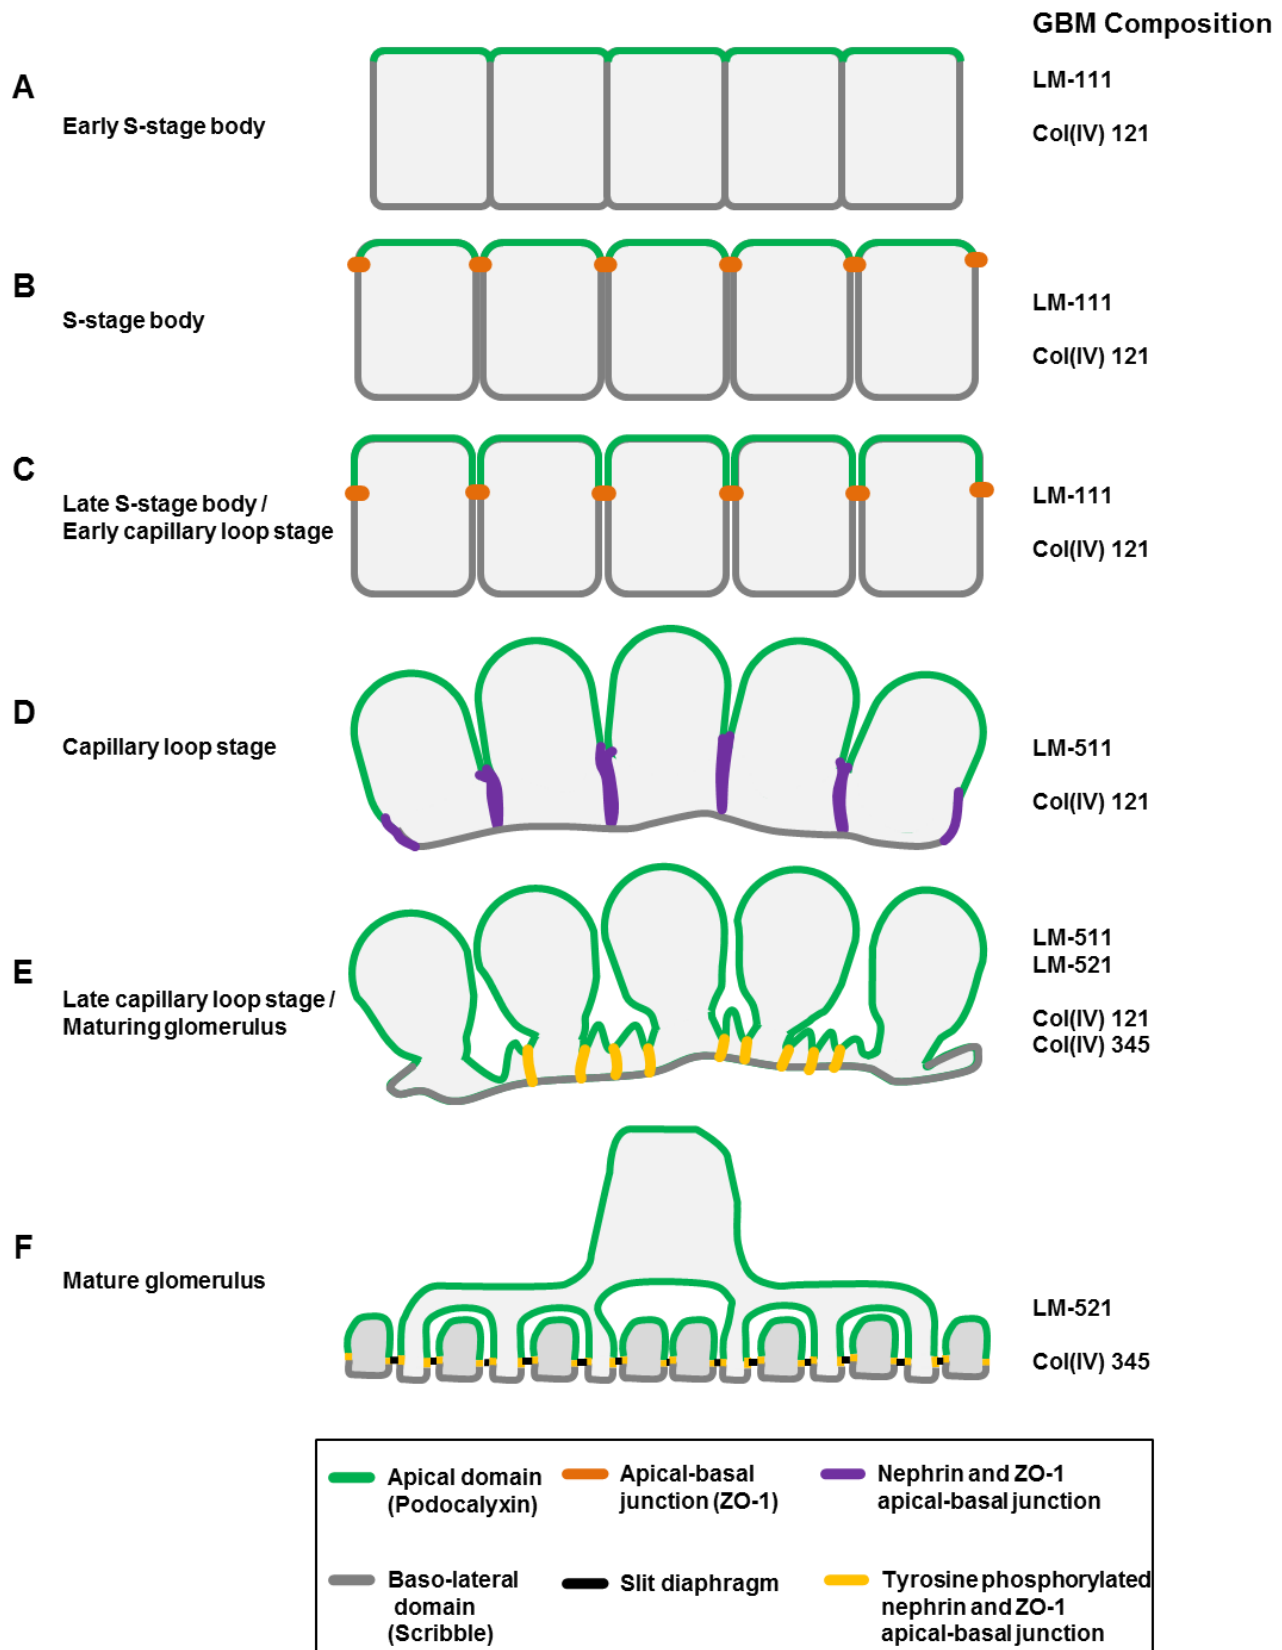 GBM Composition
A
Early S-stage body
LM-111
Col(IV) 121
B
S-stage body
LM-111
Col(IV) 121
C
Late S-stage body /
Early capillary loop stage
LM-111
Col(IV) 121
D
Capillary loop stage
LM-511
Col(IV) 121
E
Late capillary loop stage /
Maturing glomerulus
LM-511
LM-521
Col(IV) 121
Col(IV) 345
F
Mature glomerulus
LM-521
Col(IV) 345
Apical domain
(Podocalyxin)
Apical-basal
junction (ZO-1)
Nephrin and ZO-1
apical-basal junction
Baso-lateral
domain
(Scribble)
Slit diaphragm
Tyrosine phosphorylated
nephrin and ZO-1
apical-basal junction